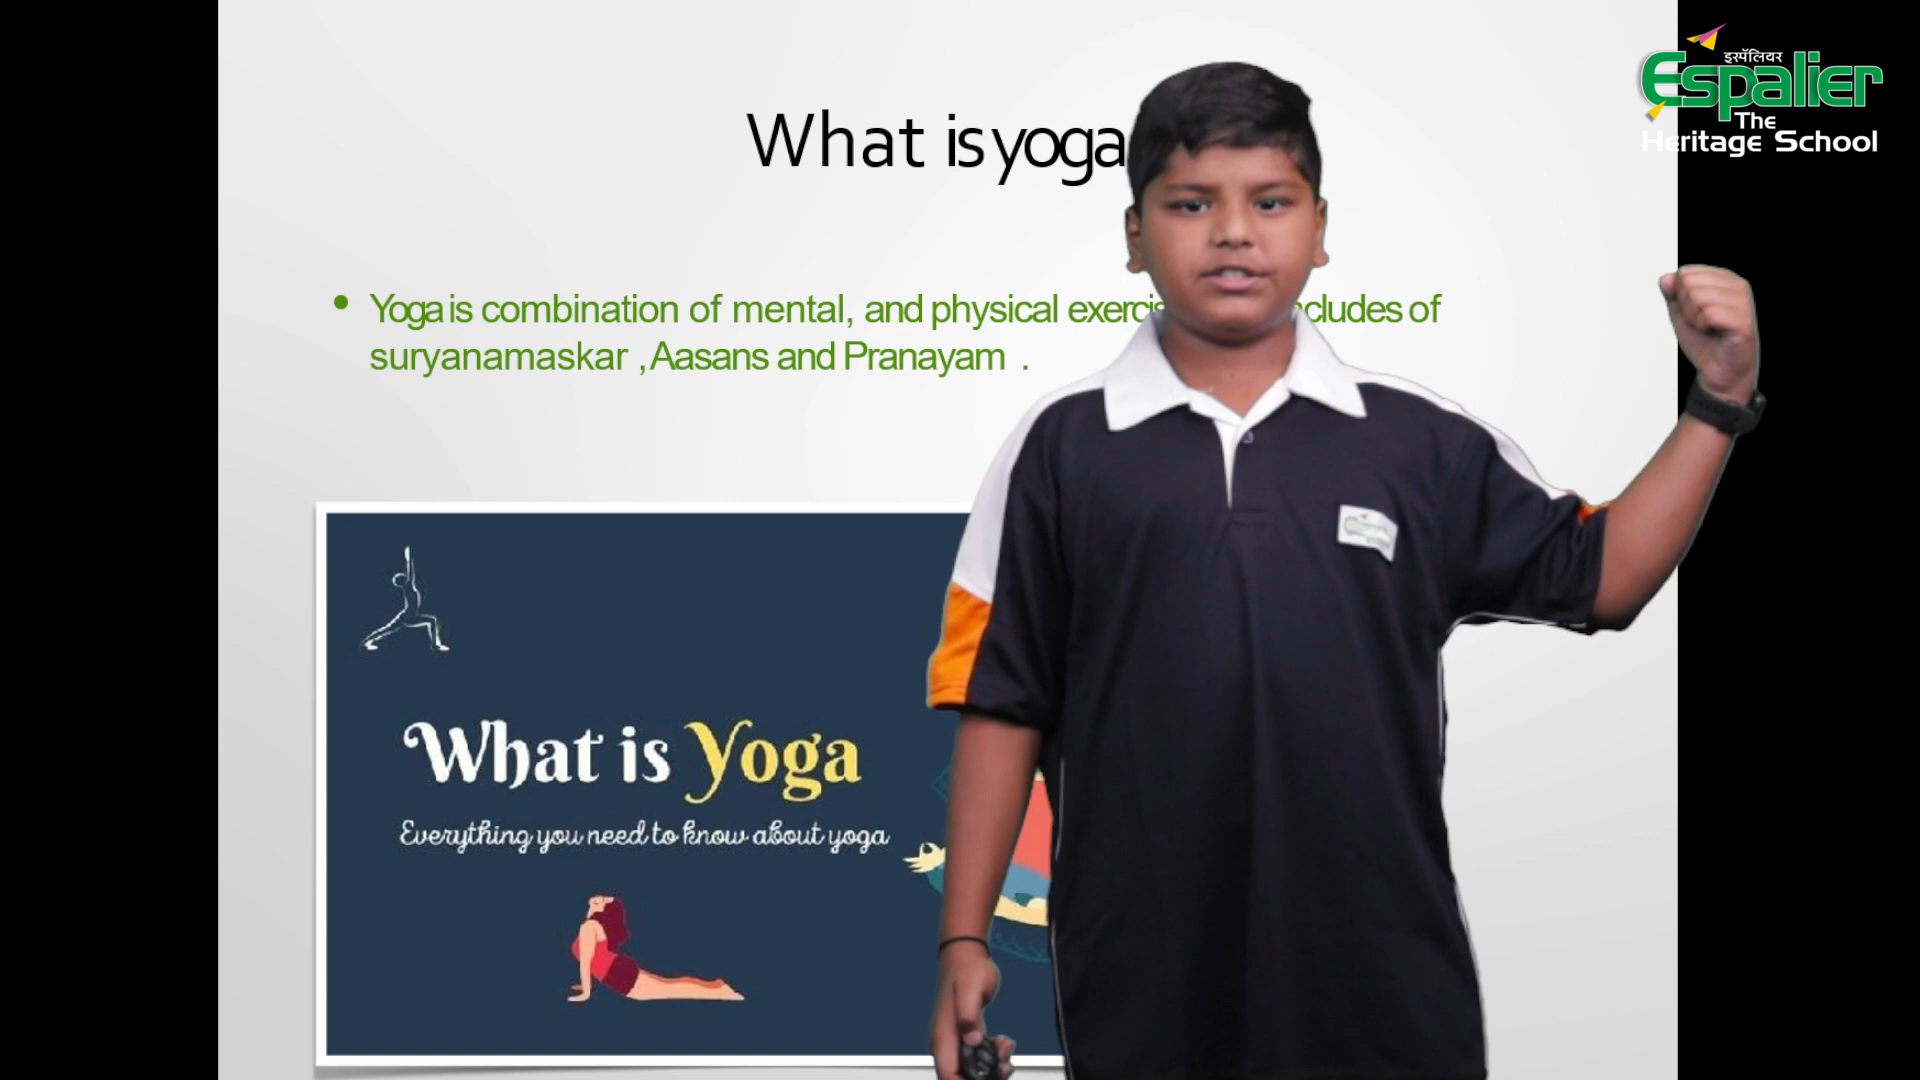 What is yoga
इस्पॅलियर
Espalier
The
Heritage School
• Yoga is combination of mental, and physical includes of
suryanamaskar , Aasans and Pranayam .
What is Yoga
Everything you need to know about yoga